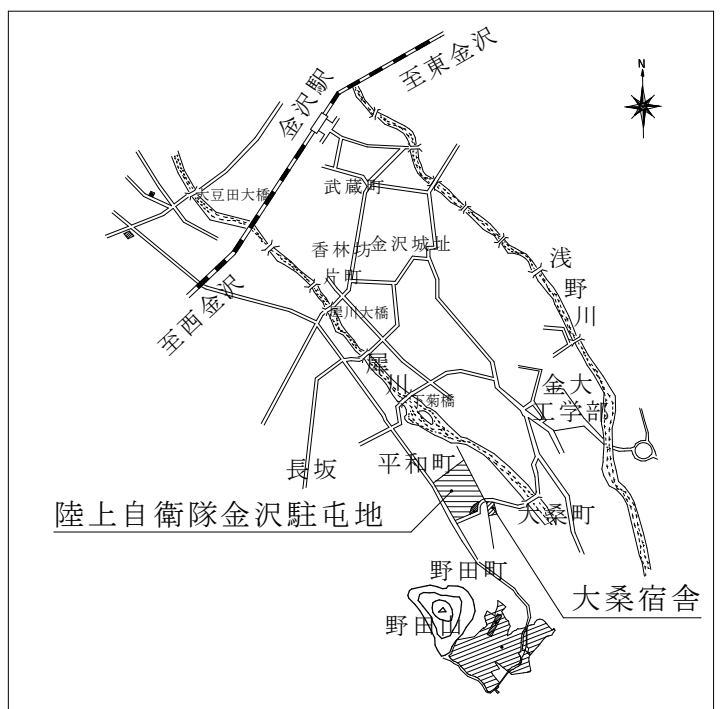 至東金沢
N
金沢駅
武蔵町
大豆田大橋
香林坊
金沢城址
片町
浅野川
至西金沢
犀川大橋
犀川
下菊橋
金大
工学部
長坂
平和町
陸上自衛隊金沢駐屯地
大桑町
野田町
大桑宿舎
野田山